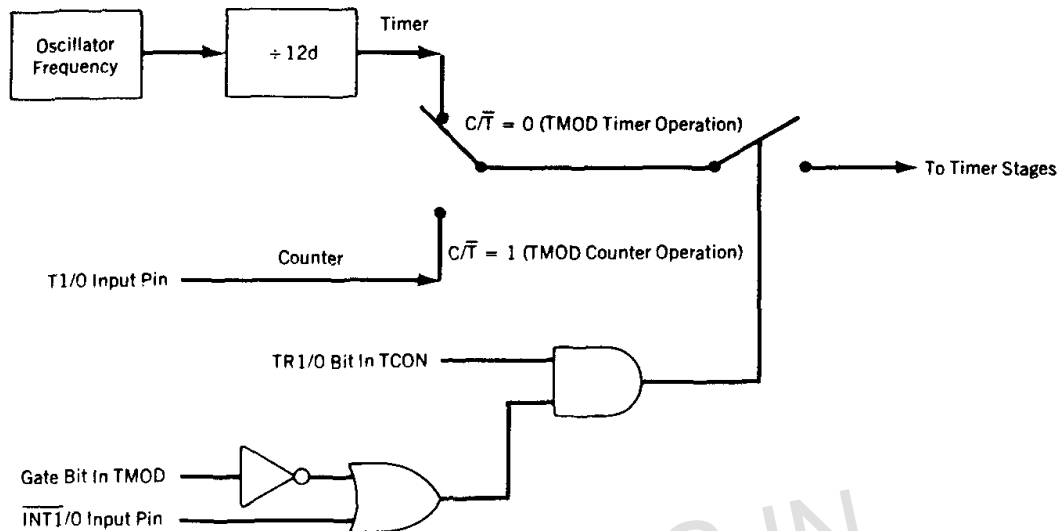 Timer
Oscillator
Frequency
÷ 12d
C/T̅ = 0 (TMOD Timer Operation)
To Timer Stages
Counter
C/T̅ = 1 (TMOD Counter Operation)
T1/0 Input Pin
TR1/0 Bit In TCON
Gate Bit In TMOD
I̅N̅T̅1̅/0 Input Pin